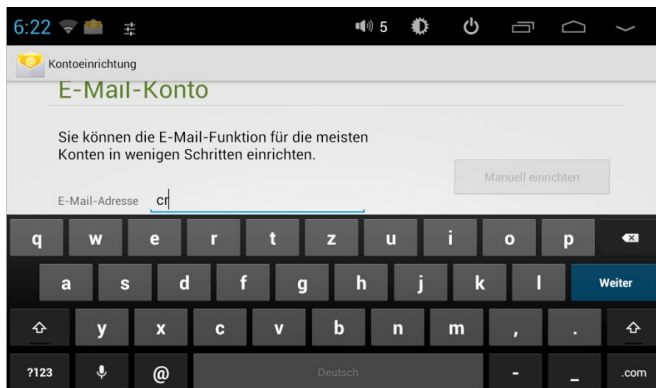 6:22 5
Kontoeinrichtung
E-Mail-Konto
Sie können die E-Mail-Funktion für die meisten
Konten in wenigen Schritten einrichten.
Manuell einrichten
E-Mail-Adresse cr
q w e r t z u i o p
a s d f g h j k l Weiter
y x c v b n m , .
?123 @ Deutsch - _ .com